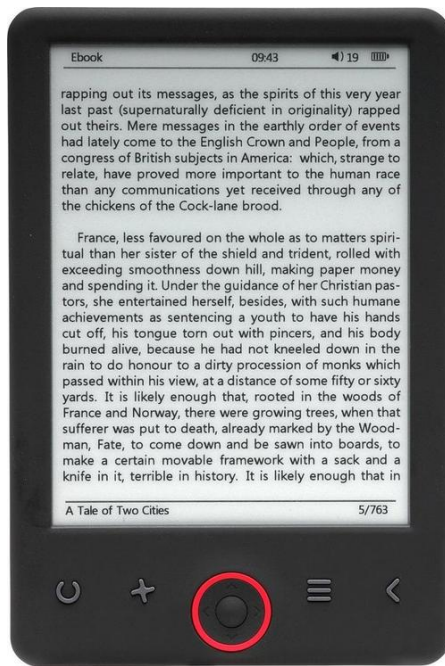 Ebook 09:43 19
rapping out its messages, as the spirits of this very year
last past (supernaturally deficient in originality) rapped
out theirs. Mere messages in the earthly order of events
had lately come to the English Crown and People, from a
congress of British subjects in America: which, strange to
relate, have proved more important to the human race
than any communications yet received through any of
the chickens of the Cock-lane brood.
France, less favoured on the whole as to matters spiri-
tual than her sister of the shield and trident, rolled with
exceeding smoothness down hill, making paper money
and spending it. Under the guidance of her Christian pas-
tors, she entertained herself, besides, with such humane
achievements as sentencing a youth to have his hands
cut off, his tongue torn out with pincers, and his body
burned alive, because he had not kneeled down in the
rain to do honour to a dirty procession of monks which
passed within his view, at a distance of some fifty or sixty
yards. It is likely enough that, rooted in the woods of
France and Norway, there were growing trees, when that
sufferer was put to death, already marked by the Wood-
man, Fate, to come down and be sawn into boards, to
make a certain movable framework with a sack and a
knife in it, terrible in history. It is likely enough that in
A Tale of Two Cities 5/763